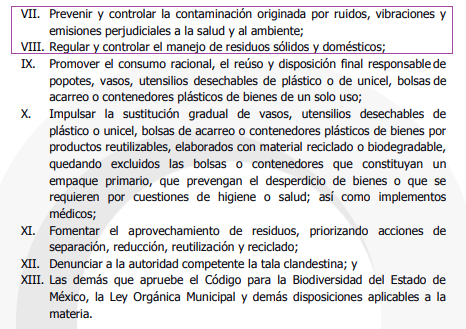 VII. Prevenir y controlar la contaminación originada por ruidos, vibraciones y
emisiones perjudiciales a la salud y al ambiente;
VIII. Regular y controlar el manejo de residuos sólidos y domésticos;
IX. Promover el consumo racional, el reúso y disposición final responsable de
popotes, vasos, utensilios desechables de plástico o de unicel, bolsas de
acarreo o contenedores plásticos de bienes de un solo uso;
X. Impulsar la sustitución gradual de vasos, utensilios desechables de
plástico o unicel, bolsas de acarreo o contenedores plásticos de bienes por
productos reutilizables, elaborados con material reciclado o biodegradable,
quedando excluidos las bolsas o contenedores que constituyan un
empaque primario, que prevengan el desperdicio de bienes o que se
requieren por cuestiones de higiene o salud; así como implementos
médicos;
XI. Fomentar el aprovechamiento de residuos, priorizando acciones de
separación, reducción, reutilización y reciclado;
XII. Denunciar a la autoridad competente la tala clandestina; y
XIII. Las demás que apruebe el Código para la Biodiversidad del Estado de
México, la Ley Orgánica Municipal y demás disposiciones aplicables a la
materia.